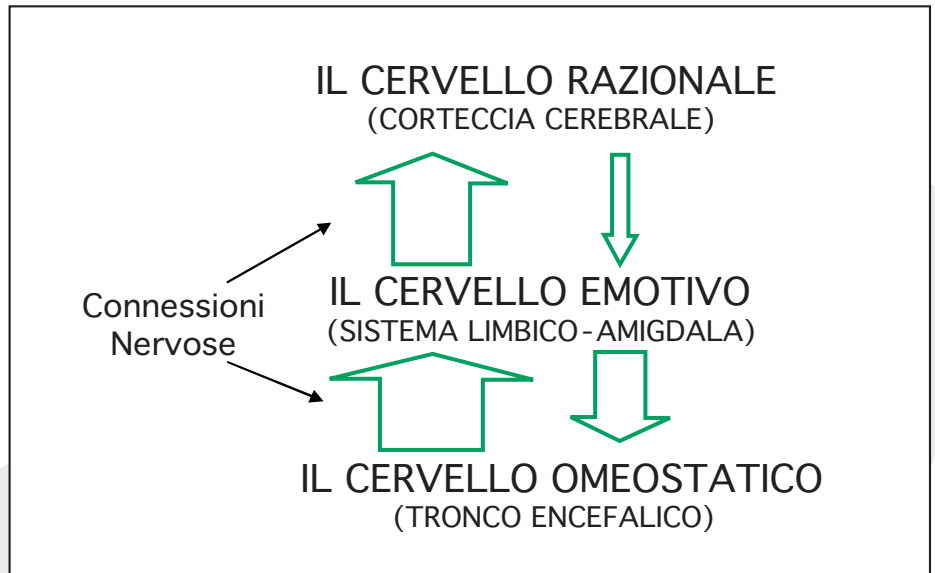 IL CERVELLO RAZIONALE
(CORTECCIA CEREBRALE)
Connessioni
Nervose
IL CERVELLO EMOTIVO
(SISTEMA LIMBICO-AMIGDALA)
IL CERVELLO OMEOSTATICO
(TRONCO ENCEFALICO)